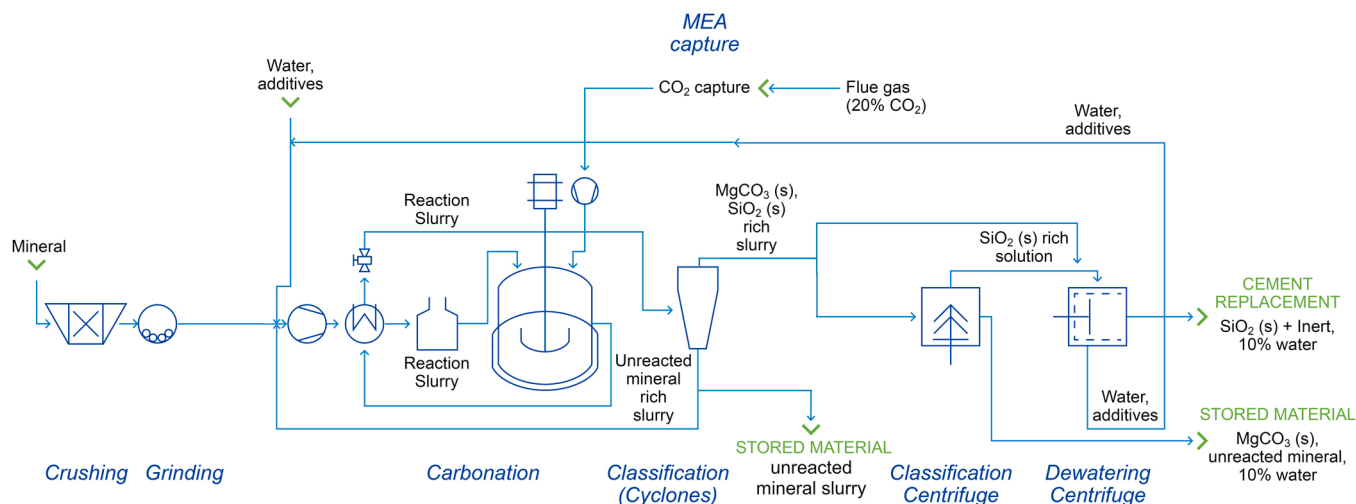 MEA
capture
Water,
additives
CO₂ capture
Flue gas
(20% CO₂)
Water,
additives
Reaction
Slurry
MgCO₃ (s),
SiO₂ (s)
rich
slurry
Mineral
SiO₂ (s) rich
solution
CEMENT
REPLACEMENT
SiO₂ (s) + Inert,
10% water
Reaction
Slurry
Unreacted
mineral
rich
slurry
Water,
additives
STORED MATERIAL
unreacted
mineral slurry
STORED MATERIAL
MgCO₃ (s),
unreacted mineral,
10% water
Crushing
Grinding
Carbonation
Classification
(Cyclones)
Classification
Centrifuge
Dewatering
Centrifuge